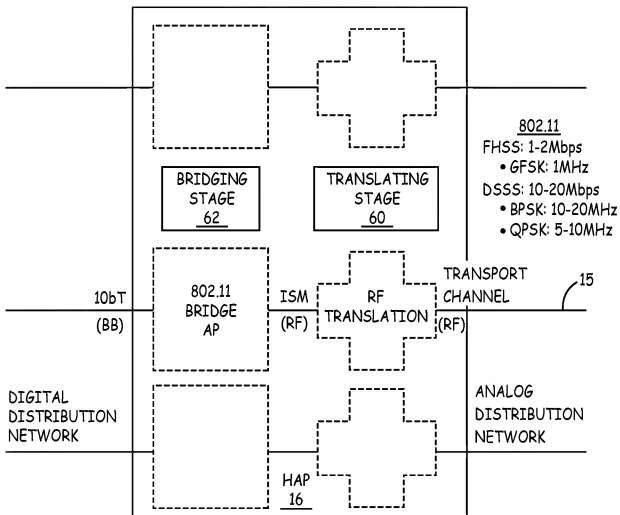 802.11
FHSS: 1-2Mbps
• GFSK: 1MHz
DSSS: 10-20Mbps
• BPSK: 10-20MHz
• QPSK: 5-10MHz
BRIDGING
STAGE
62
TRANSLATING
STAGE
60
10bT
(BB)
802.11
BRIDGE
AP
ISM
(RF)
RF
TRANSLATION
TRANSPORT
CHANNEL
(RF)
15
DIGITAL
DISTRIBUTION
NETWORK
ANALOG
DISTRIBUTION
NETWORK
HAP
16